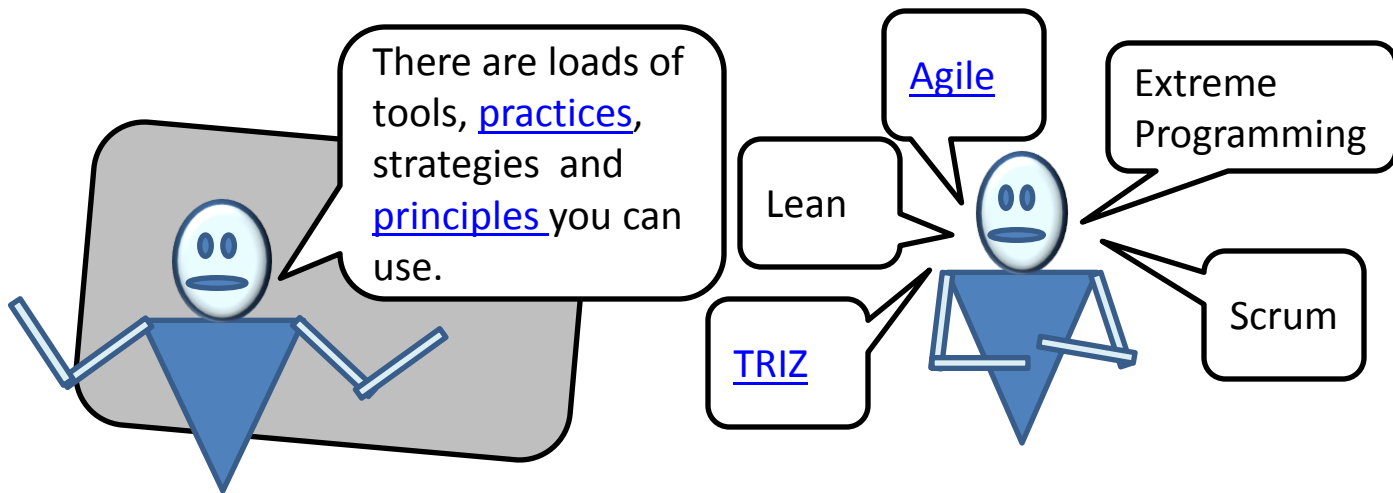 There are loads of
tools, practices,
strategies and
principles you can
use.
Agile
Extreme
Programming
Lean
Scrum
TRIZ